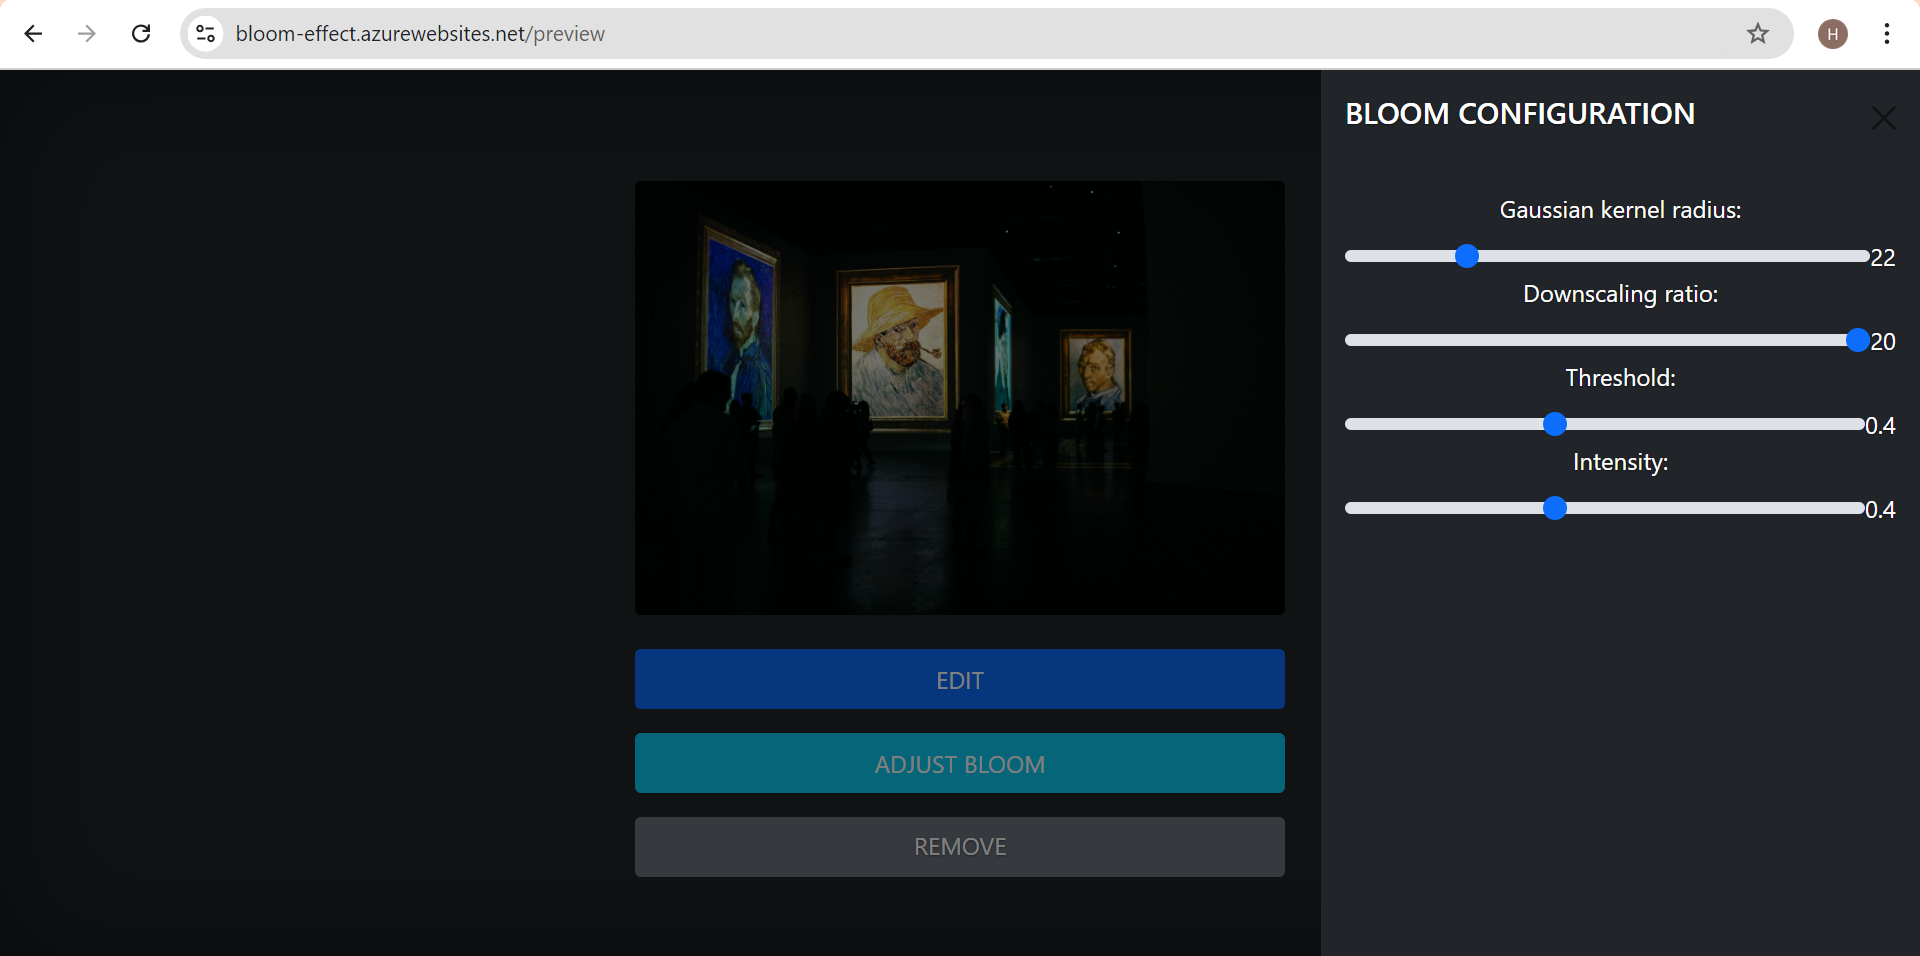 bloom-effect.azurewebsites.net/preview
H
BLOOM CONFIGURATION
Gaussian kernel radius:
22
Downscaling ratio:
20
Threshold:
0.4
Intensity:
0.4
EDIT
ADJUST BLOOM
REMOVE